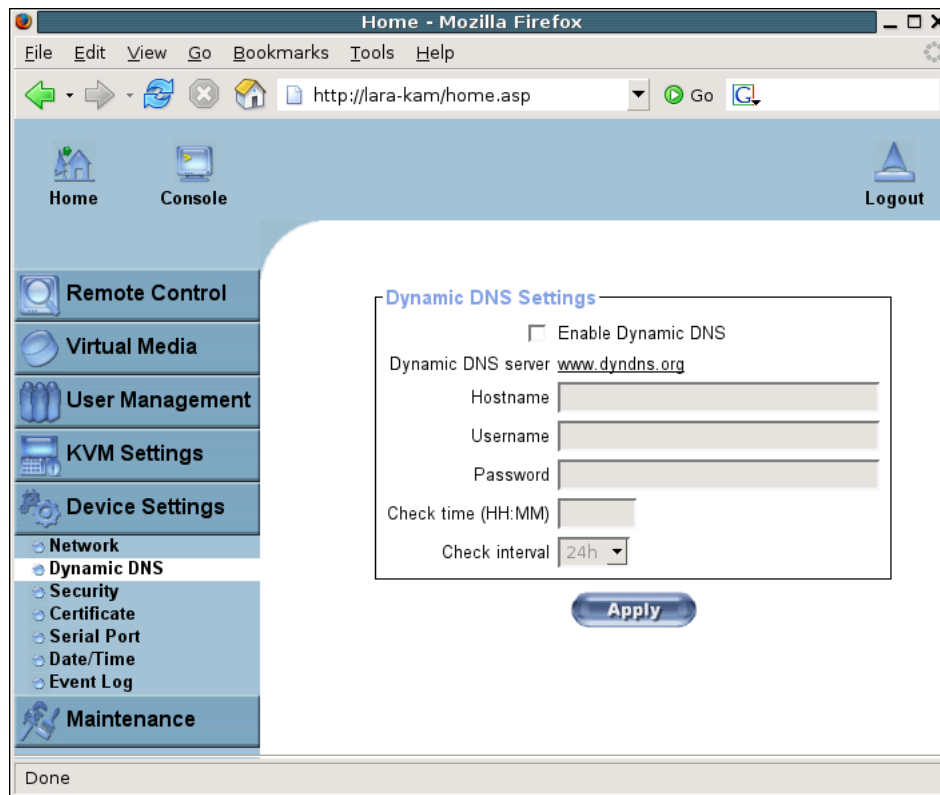 Home - Mozilla Firefox
File Edit View Go Bookmarks Tools Help
http://lara-kam/home.asp Go G
Home Console Logout
Remote Control
Virtual Media
User Management
KVM Settings
Device Settings
Network
Dynamic DNS
Security
Certificate
Serial Port
Date/Time
Event Log
Maintenance
Dynamic DNS Settings
Enable Dynamic DNS
Dynamic DNS server www.dyndns.org
Hostname
Username
Password
Check time (HH:MM)
Check interval 24h
Apply
Done